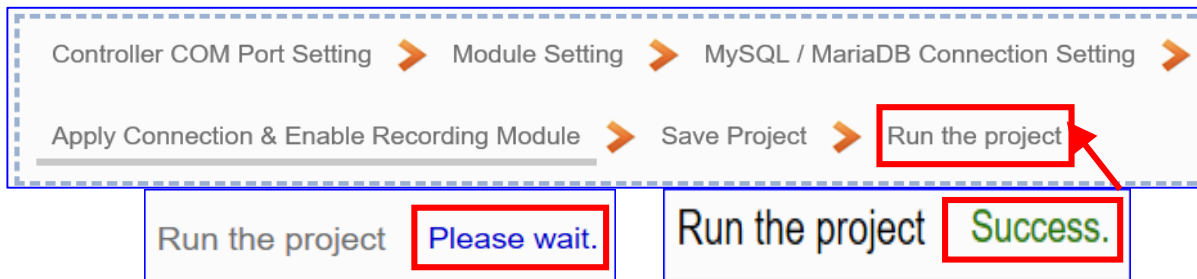 Controller COM Port Setting Module Setting MySQL / MariaDB Connection Setting
Apply Connection & Enable Recording Module Save Project Run the project
Run the project Please wait.
Run the project Success.